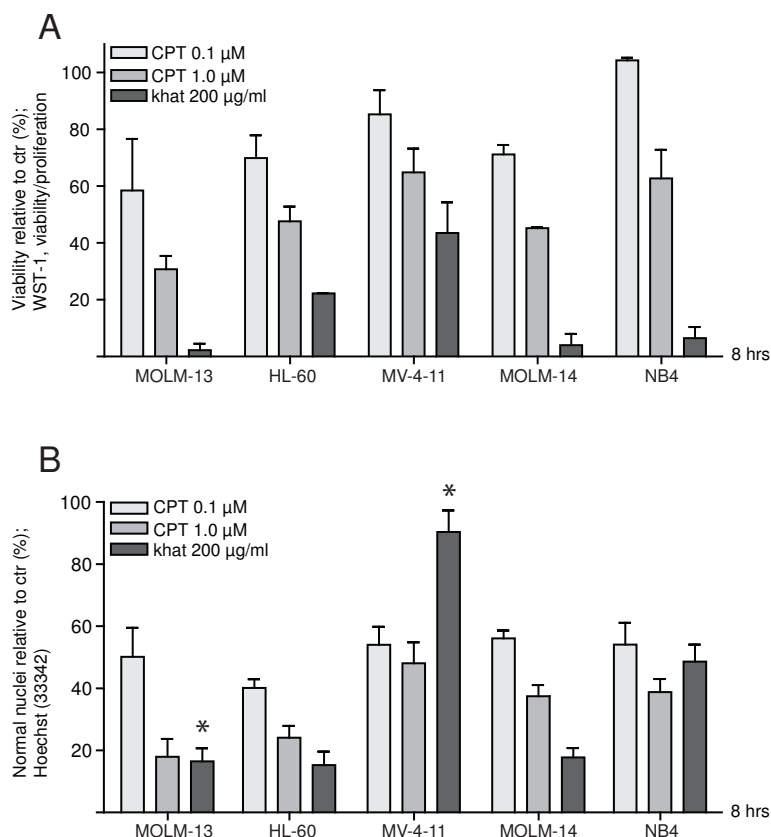 A
CPT 0.1 µM
CPT 1.0 µM
khat 200 µg/ml
Viability relative to ctr (%);
WST-1, viability/proliferation
100
80
60
40
20
MOLM-13 HL-60 MV-4-11 MOLM-14 NB4
8 hrs
B
CPT 0.1 µM
CPT 1.0 µM
khat 200 µg/ml
Normal nuclei relative to ctr (%);
Hoechst (33342)
100
80
60
40
20
*
*
MOLM-13 HL-60 MV-4-11 MOLM-14 NB4
8 hrs